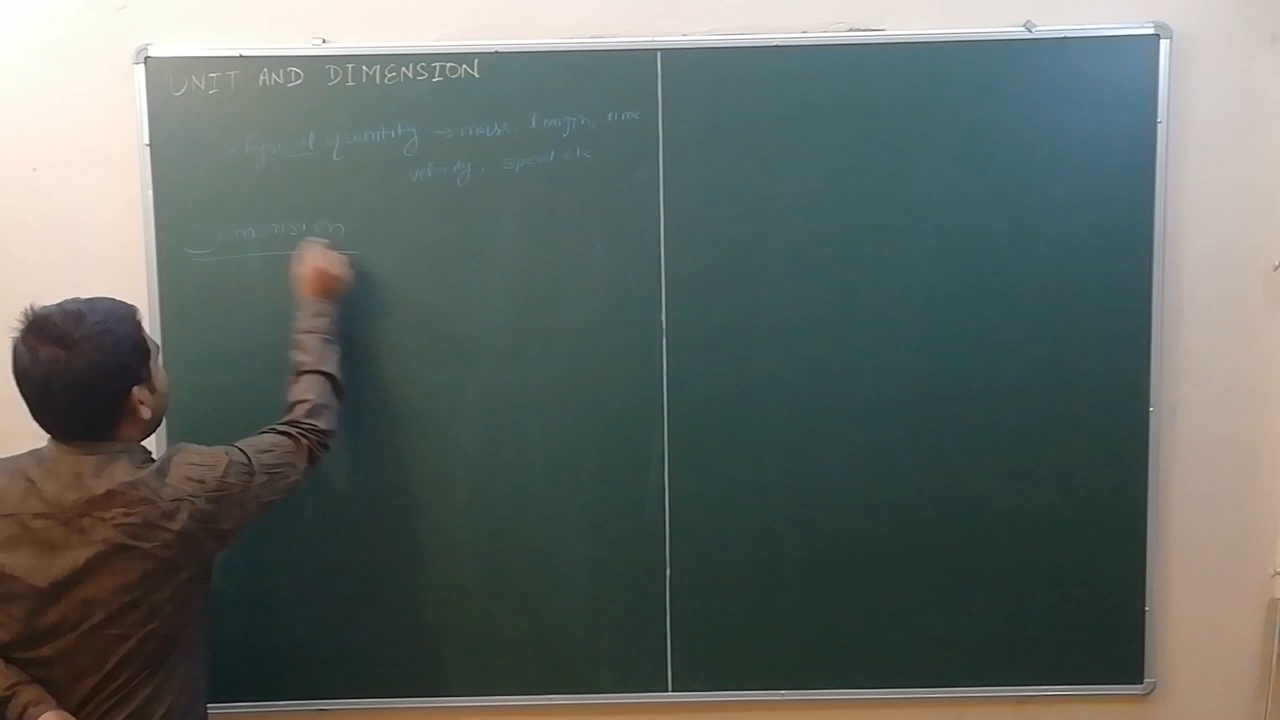 UNIT AND DIMENSION
Physical quantity → mass, length, time
velocity, speed etc
Dimension